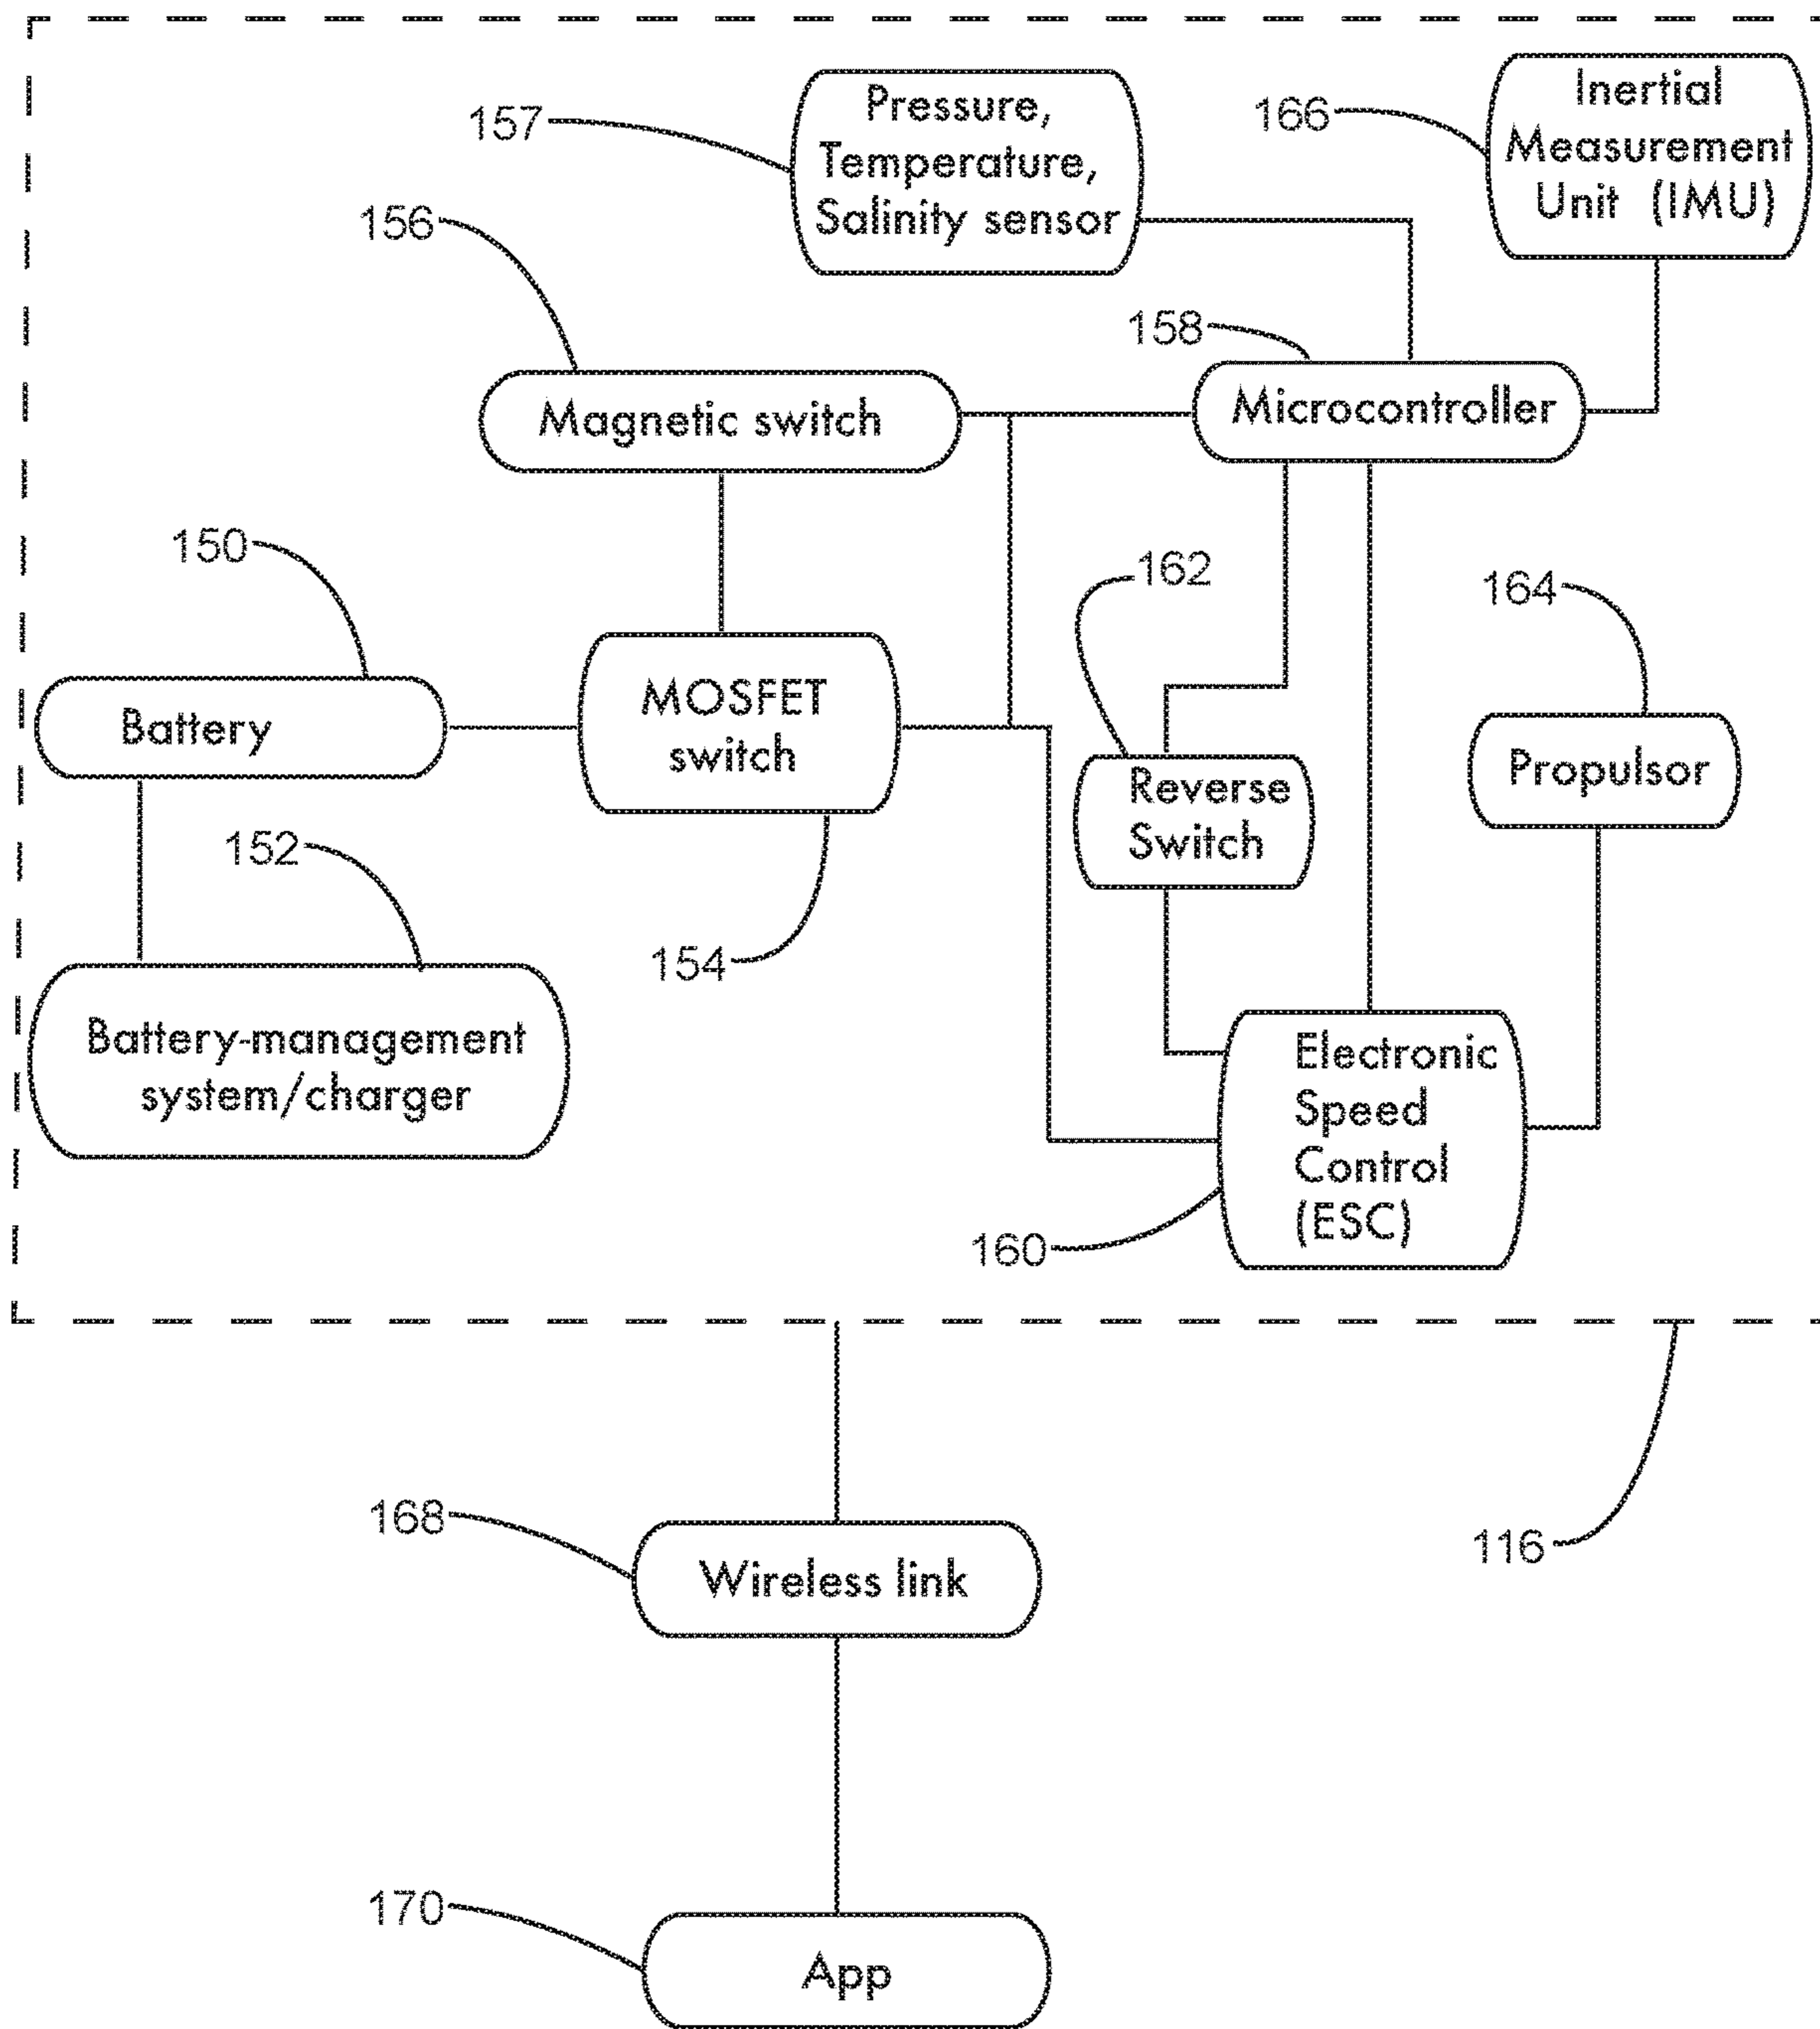 157
Pressure,
Temperature,
Salinity sensor
166
Inertial
Measurement
Unit (IMU)
156
158
Magnetic switch
Microcontroller
150
162
164
Battery
MOSFET
switch
Reverse
Switch
Propulsor
152
154
Battery-management
system/charger
Electronic
Speed
Control
(ESC)
160
168
Wireless link
116
170
App